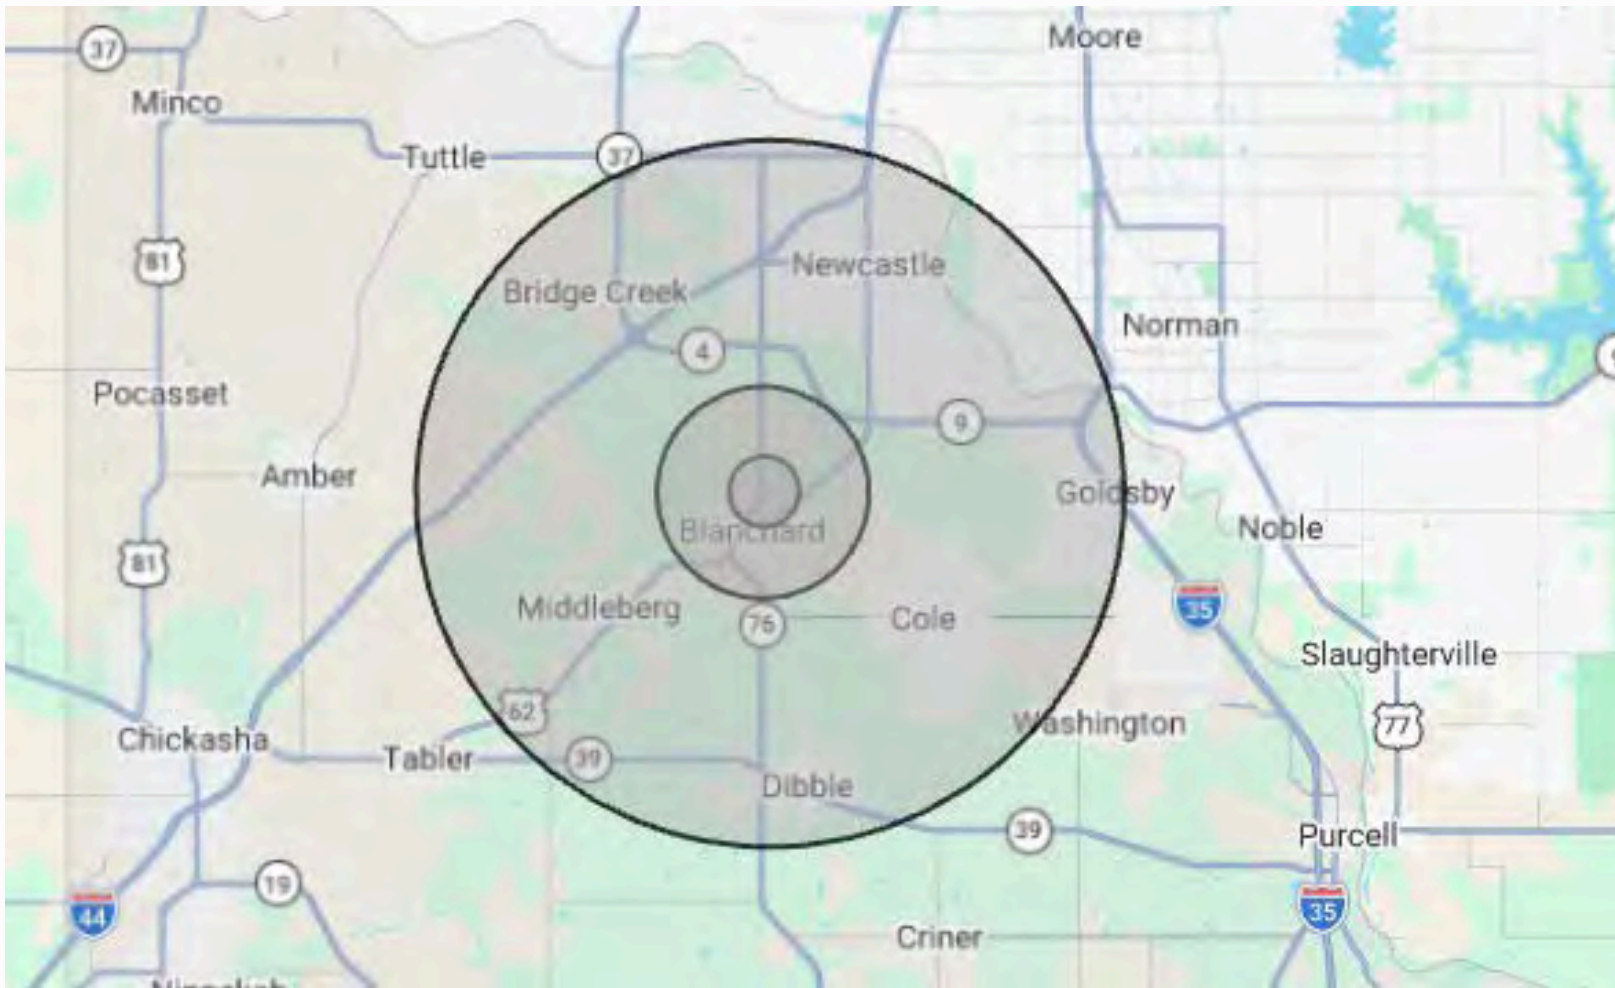 Moore
37
Minco
Tuttle
37
81
Newcastle
Bridge Creek
Norman
4
Pocasset
9
Amber
Goldsby
Noble
Blanchard
81
35
Middleberg
76
Cole
Slaughterville
62
Washington
77
Chickasha
Tabler
39
Dibble
39
Purcell
19
44
35
Criner